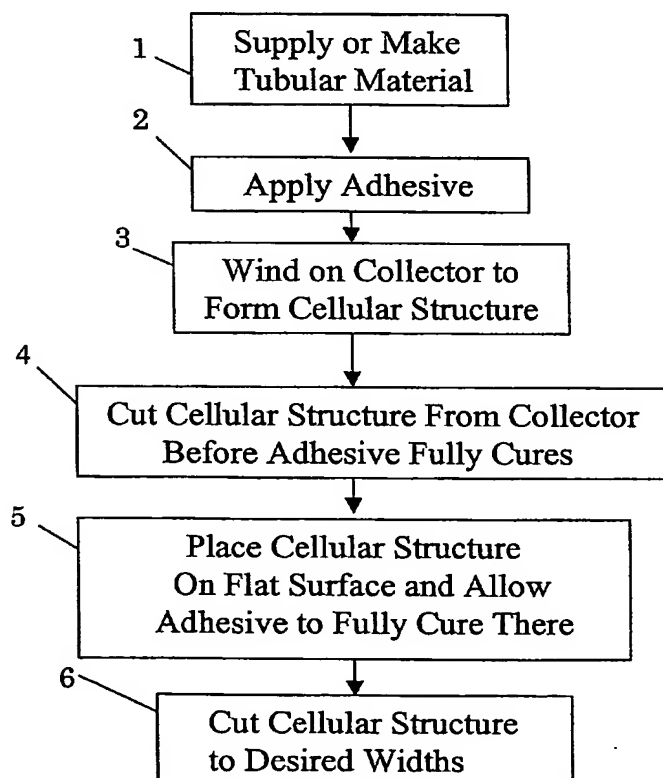 1
Supply or Make
Tubular Material
2
Apply Adhesive
3
Wind on Collector to
Form Cellular Structure
4
Cut Cellular Structure From Collector
Before Adhesive Fully Cures
5
Place Cellular Structure
On Flat Surface and Allow
Adhesive to Fully Cure There
6
Cut Cellular Structure
to Desired Widths